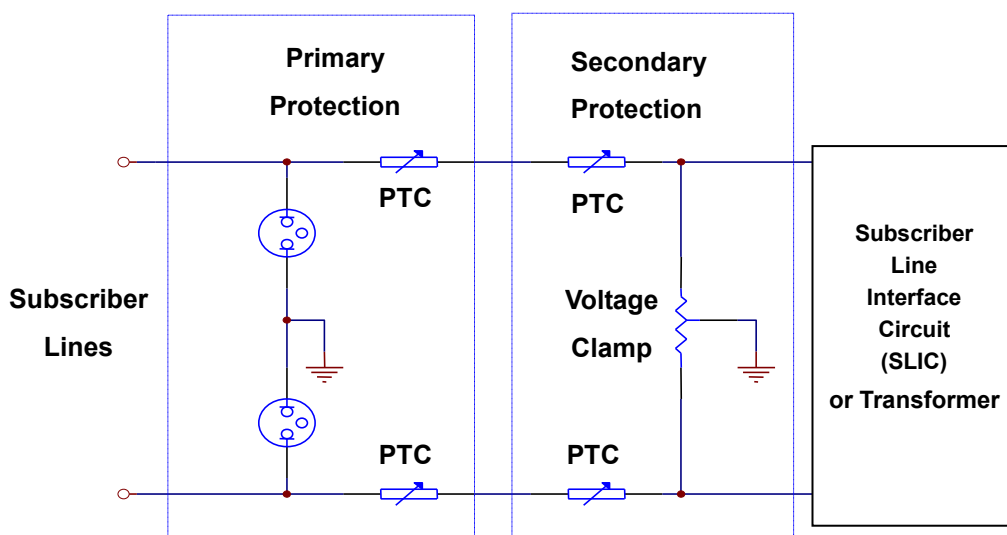 Primary
Protection
Secondary
Protection
PTC
PTC
Subscriber
Lines
Voltage
Clamp
Subscriber
Line
Interface
Circuit
(SLIC)
or Transformer
PTC
PTC